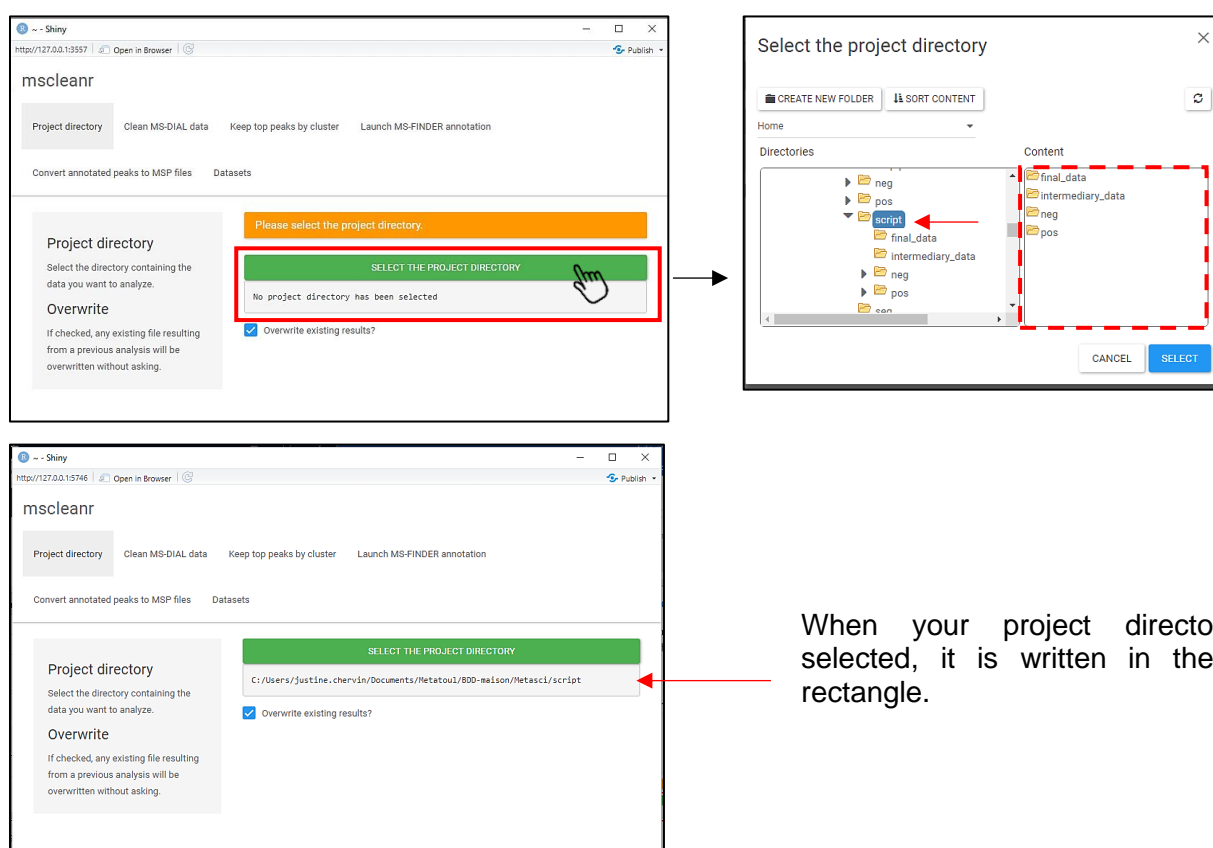 ~ - Shiny
http://127.0.0.1:3557 Open in Browser Publish
mscleanr
Project directory Clean MS-DIAL data Keep top peaks by cluster Launch MS-FINDER annotation
Convert annotated peaks to MSP files Datasets
Project directory
Select the directory containing the
data you want to analyze.
Overwrite
If checked, any existing file resulting
from a previous analysis will be
overwritten without asking.
Please select the project directory.
SELECT THE PROJECT DIRECTORY
No project directory has been selected
Overwrite existing results?
Select the project directory
CREATE NEW FOLDER SORT CONTENT
Home
Directories
neg
pos
script
final_data
intermediary_data
neg
pos
Content
final_data
intermediary_data
neg
pos
CANCEL SELECT
~ - Shiny
http://127.0.0.1:5746 Open in Browser Publish
mscleanr
Project directory Clean MS-DIAL data Keep top peaks by cluster Launch MS-FINDER annotation
Convert annotated peaks to MSP files Datasets
Project directory
Select the directory containing the
data you want to analyze.
Overwrite
If checked, any existing file resulting
from a previous analysis will be
overwritten without asking.
SELECT THE PROJECT DIRECTORY
C:/Users/justine.chervin/Documents/Metatoul/BDD-maison/Metasci/script
Overwrite existing results?
When your project directo
selected, it is written in the
rectangle.